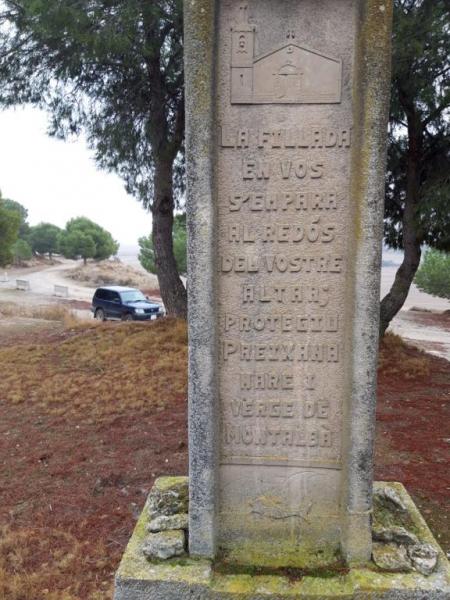 LA FILLADA
EN VOS
S'EMPARA
AL REDÓS
DEL VOSTRE
ALTAR;
PROTEGIU
PREIXANA
MARE I
VERGE DE
MONTALBÀ